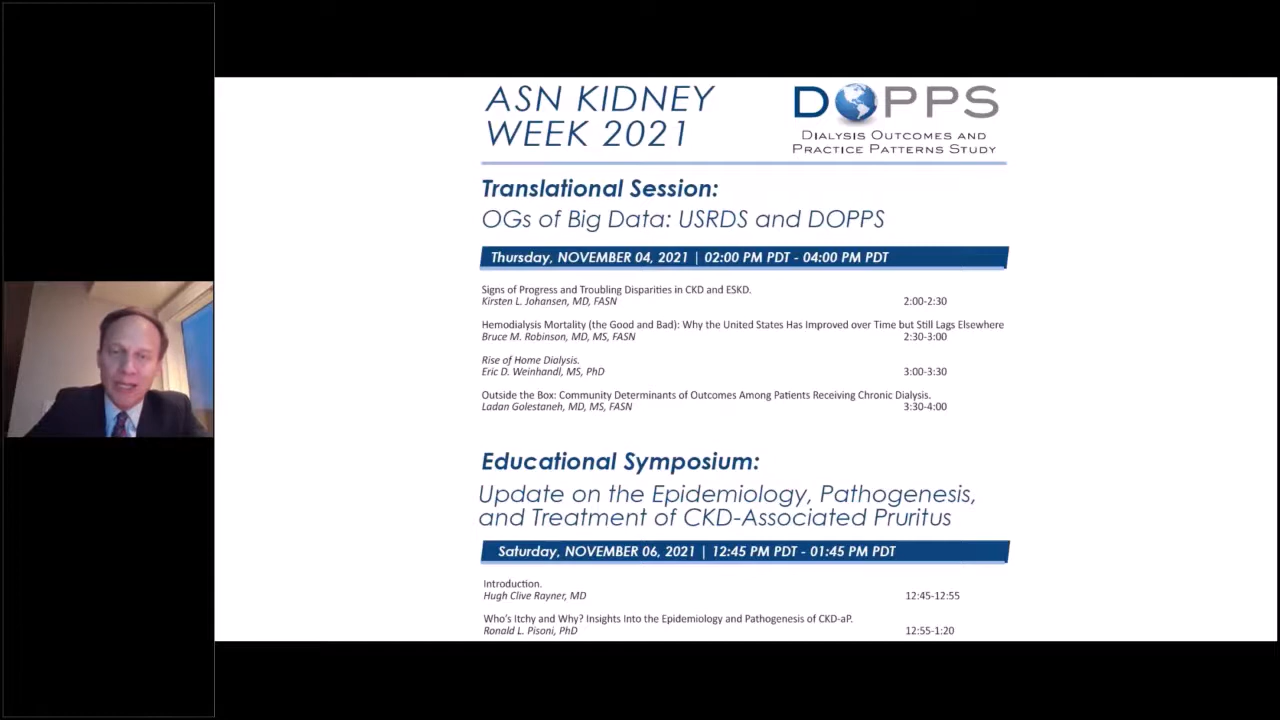 ASN KIDNEY
WEEK 2021
DOPPS
DIALYSIS OUTCOMES AND
PRACTICE PATTERNS STUDY
Translational Session:
OGs of Big Data: USRDS and DOPPS
Thursday, NOVEMBER 04, 2021 | 02:00 PM PDT - 04:00 PM PDT
Signs of Progress and Troubling Disparities in CKD and ESKD.
Kirsten L. Johansen, MD, FASN 2:00-2:30
Hemodialysis Mortality (the Good and Bad): Why the United States Has Improved over Time but Still Lags Elsewhere
Bruce M. Robinson, MD, MS, FASN 2:30-3:00
Rise of Home Dialysis.
Eric D. Weinhandl, MS, PhD 3:00-3:30
Outside the Box: Community Determinants of Outcomes Among Patients Receiving Chronic Dialysis.
Ladan Golestaneh, MD, MS, FASN 3:30-4:00
Educational Symposium:
Update on the Epidemiology, Pathogenesis,
and Treatment of CKD-Associated Pruritus
Saturday, NOVEMBER 06, 2021 | 12:45 PM PDT - 01:45 PM PDT
Introduction.
Hugh Clive Rayner, MD 12:45-12:55
Who's Itchy and Why? Insights Into the Epidemiology and Pathogenesis of CKD-aP.
Ronald L. Pisoni, PhD 12:55-1:20